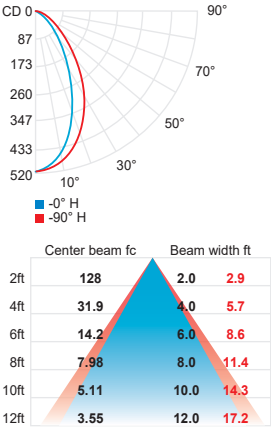 CD 0
90°
87
173
70°
260
347
50°
433
30°
520
10°
-0° H
-90° H
Center beam fc Beam width ft
2ft 128 2.0 2.9
4ft 31.9 4.0 5.7
6ft 14.2 6.0 8.6
8ft 7.98 8.0 11.4
10ft 5.11 10.0 14.3
12ft 3.55 12.0 17.2